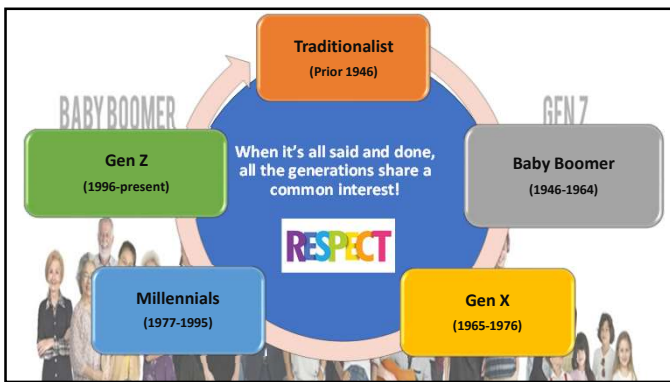 Traditionalist
(Prior 1946)
BABY BOOMER
GEN Z
Gen Z
(1996-present)
When it's all said and done,
all the generations share a
common interest!
RESPECT
Baby Boomer
(1946-1964)
Millennials
(1977-1995)
Gen X
(1965-1976)